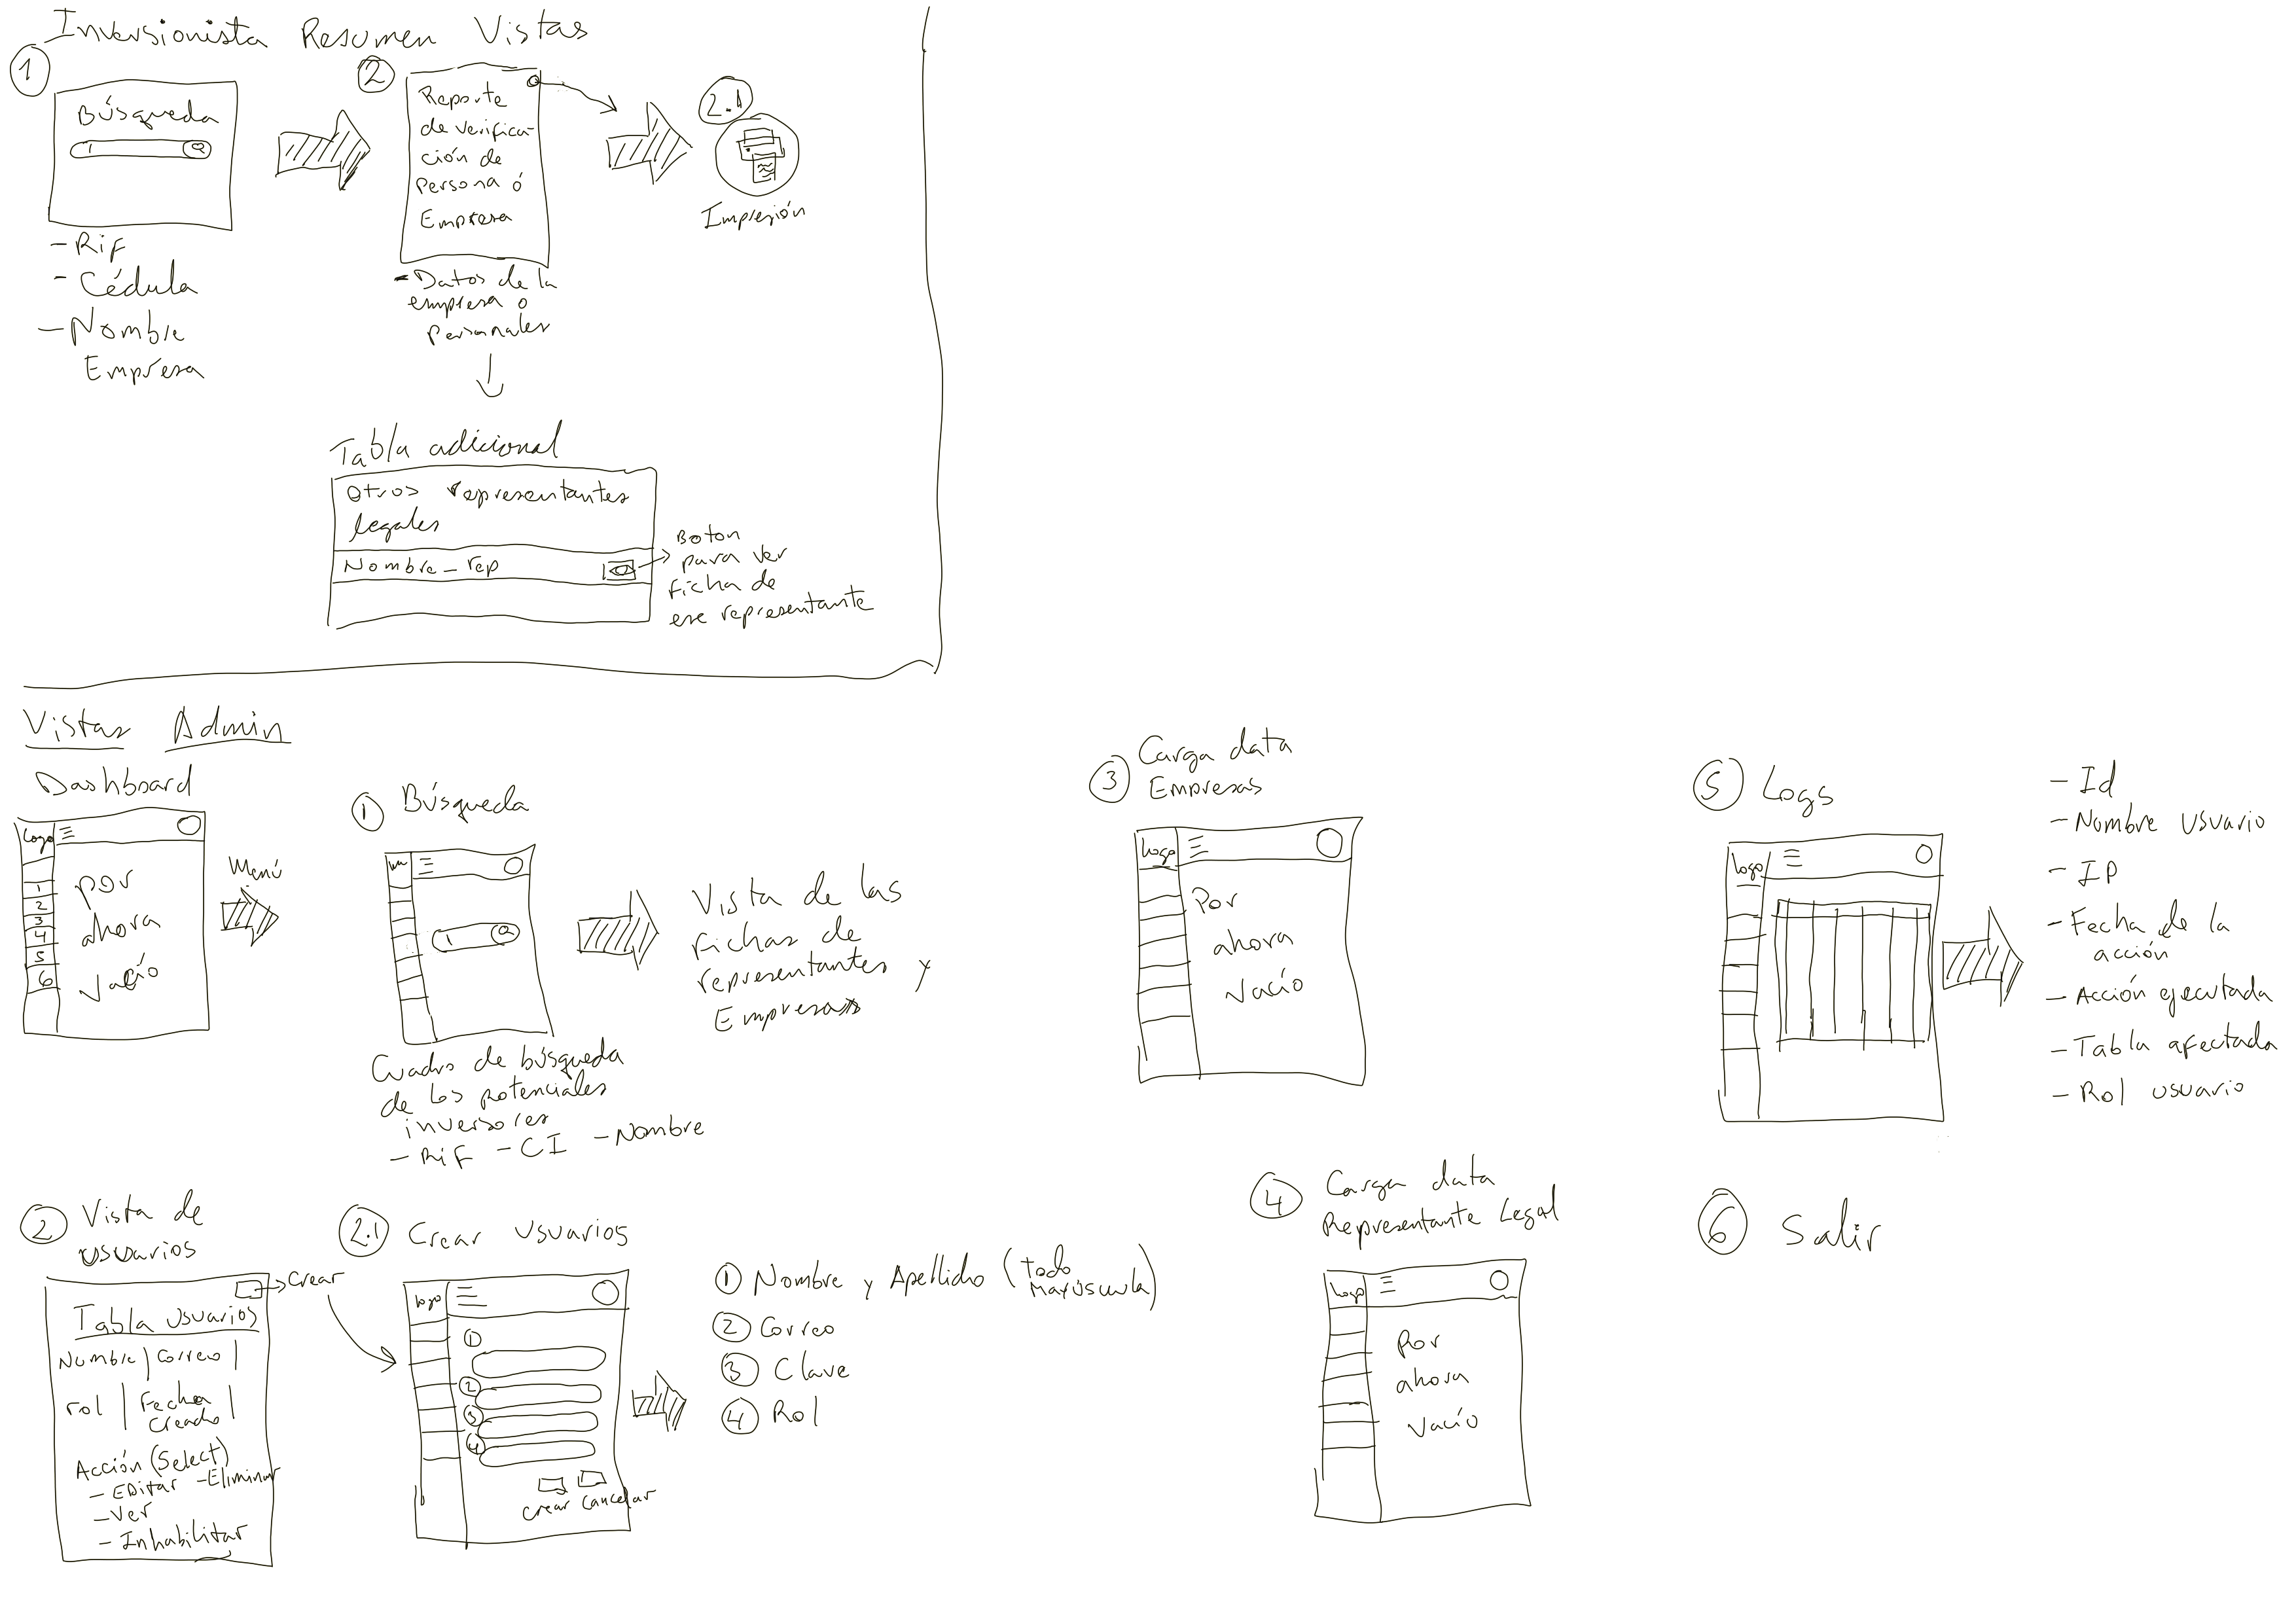 Inversionista Resumen Vistas
1
Búsqueda
- Rif
- Cédula
- Nombre
Empresa
2
Reporte
de verifica-
ción de
persona ó
Empresa
- Datos de la
empresa o
personales
2.1
Impresión
Tabla adicional
Otros representantes
legales
Nombre_rep
Boton
para ver
ficha de
ese representante
Vistas Admin
Dashboard
Logo
1
2
3
4
5
6
por
ahora
vacío
Menú
1 Búsqueda
Cuadro de búsqueda
de los potenciales
inversores
- Rif - CI - Nombre
Vista de las
fichas de
representantes y
Empresas
3 Carga data
Empresas
Logo
Por
ahora
vacío
5 Logs
Logo
- Id
- Nombre usuario
- IP
- Fecha de la
acción
- Acción ejecutada
- Tabla afectada
- Rol usuario
2 Vista de
usuarios
Crear
Tabla usuarios
Nombre | Correo |
rol | Fecha
Creado |
Acción (Select)
- Editar - Eliminar
- Ver
- Inhabilitar
2.1 Crear usuarios
logo
1
2
3
4
Crear Cancelar
1 Nombre y Apellido (todo
mayúscula)
2 Correo
3 Clave
4 Rol
4 Carga data
Representante Legal
Logo
Por
ahora
vacío
6 Salir